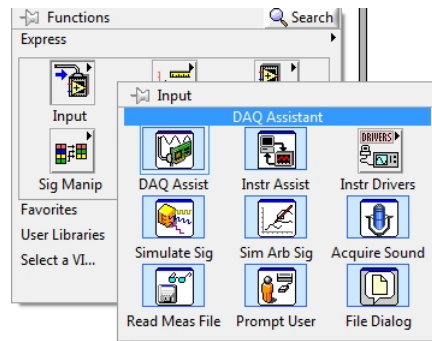 Functions
Search
Express
Input
Sig Manip
Favorites
User Libraries
Select a VI...
Input
DAQ Assistant
DRIVERS
DAQ Assist Instr Assist Instr Drivers
Simulate Sig Sim Arb Sig Acquire Sound
Read Meas File Prompt User File Dialog